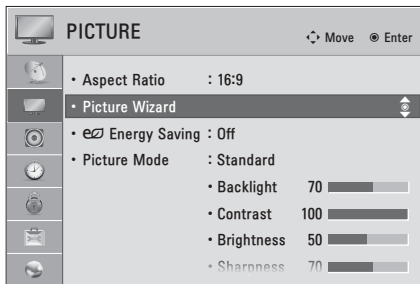 PICTURE Move Enter
• Aspect Ratio : 16:9
• Picture Wizard
• Energy Saving : Off
• Picture Mode : Standard
• Backlight 70
• Contrast 100
• Brightness 50
• Sharpness 70